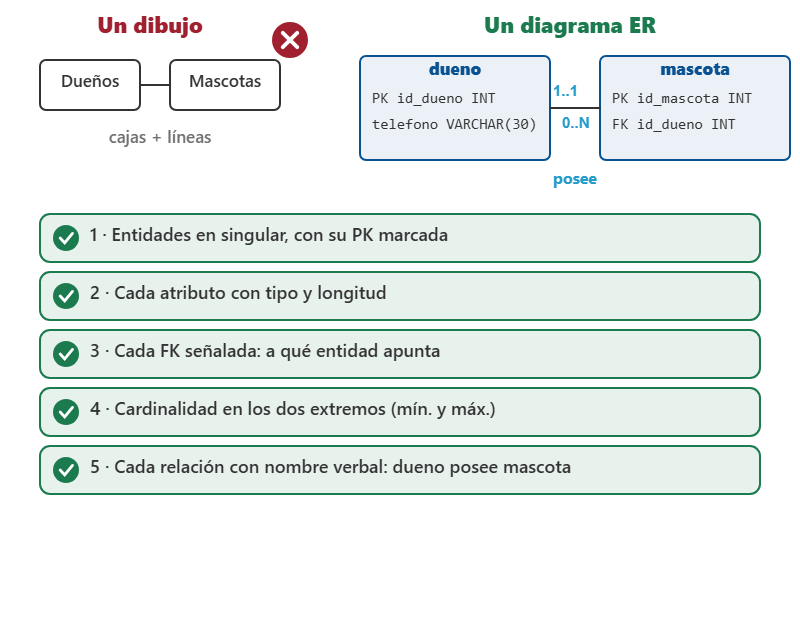 Un dibujo
Dueños
Mascotas
cajas + líneas
Un diagrama ER
dueno
PK id_dueno INT
telefono VARCHAR(30)
1..1
0..N
posee
mascota
PK id_mascota INT
FK id_dueno INT
1 · Entidades en singular, con su PK marcada
2 · Cada atributo con tipo y longitud
3 · Cada FK señalada: a qué entidad apunta
4 · Cardinalidad en los dos extremos (mín. y máx.)
5 · Cada relación con nombre verbal: dueno posee mascota